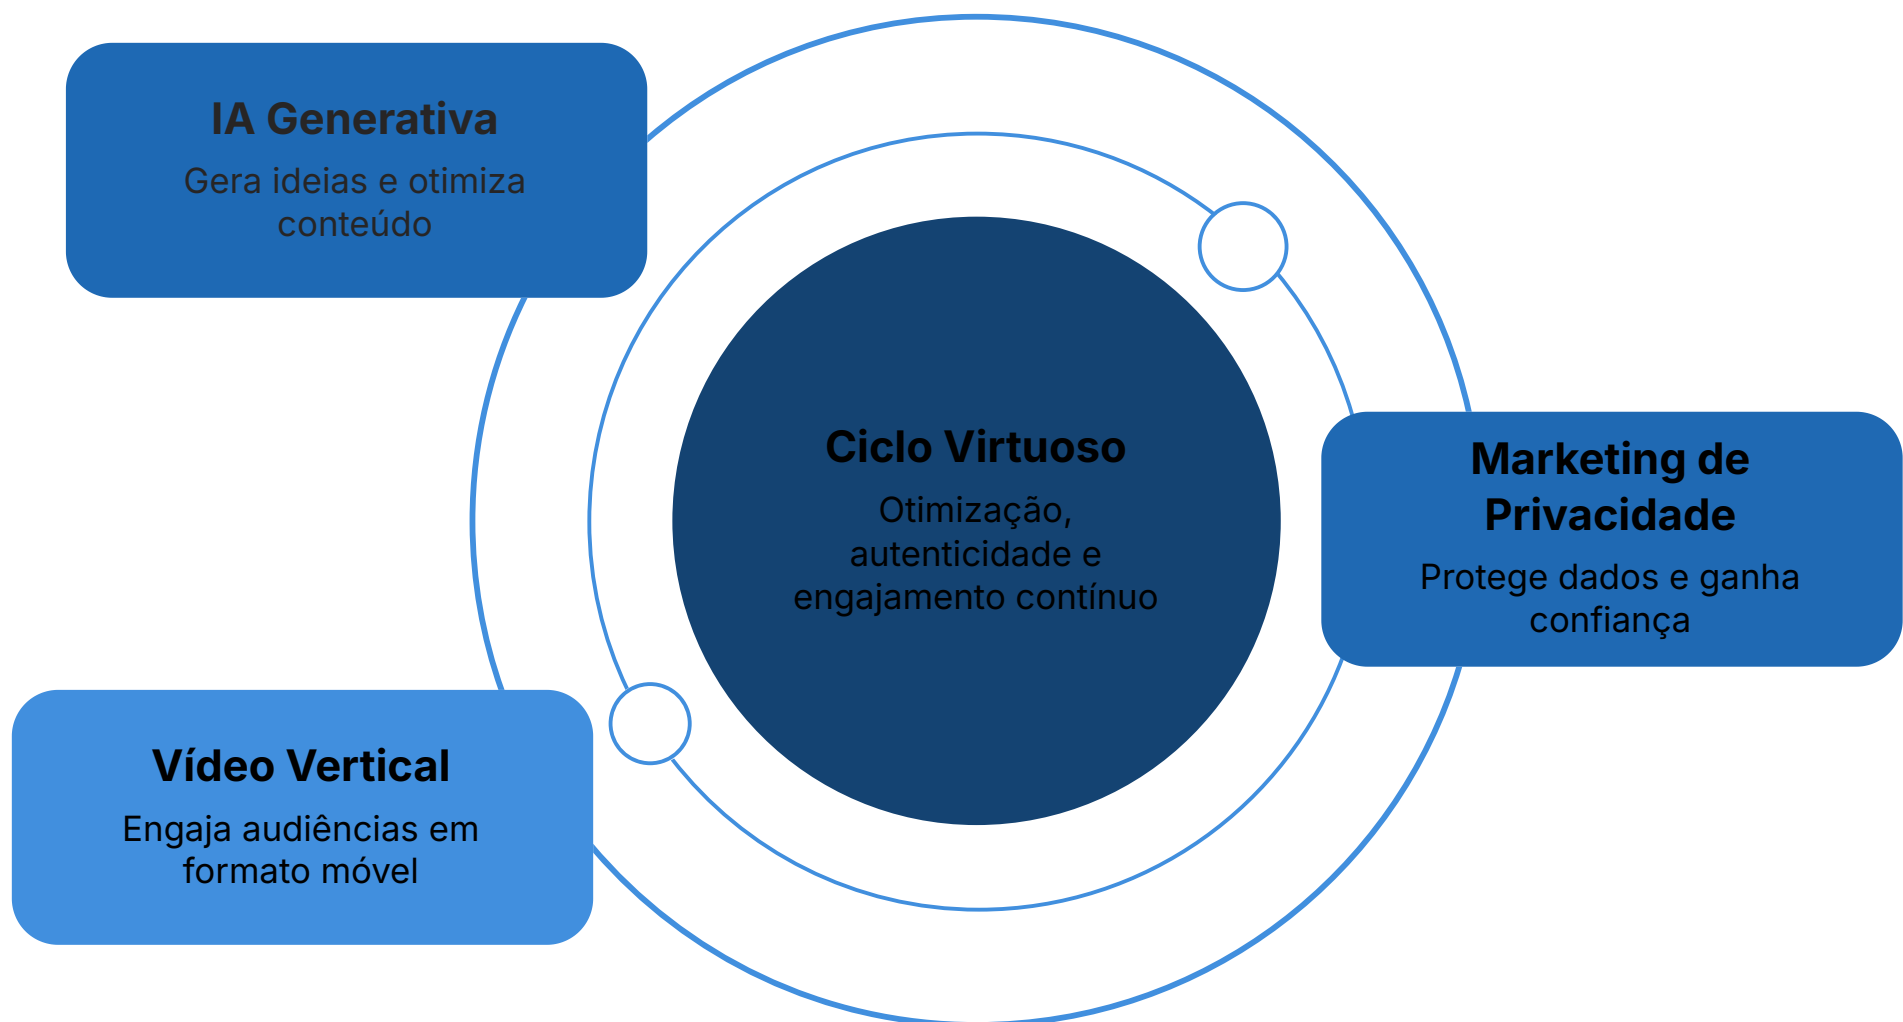 IA Generativa
Gera ideias e otimiza
conteúdo
Ciclo Virtuoso
Otimização,
autenticidade e
engajamento contínuo
Marketing de
Privacidade
Protege dados e ganha
confiança
Vídeo Vertical
Engaja audiências em
formato móvel